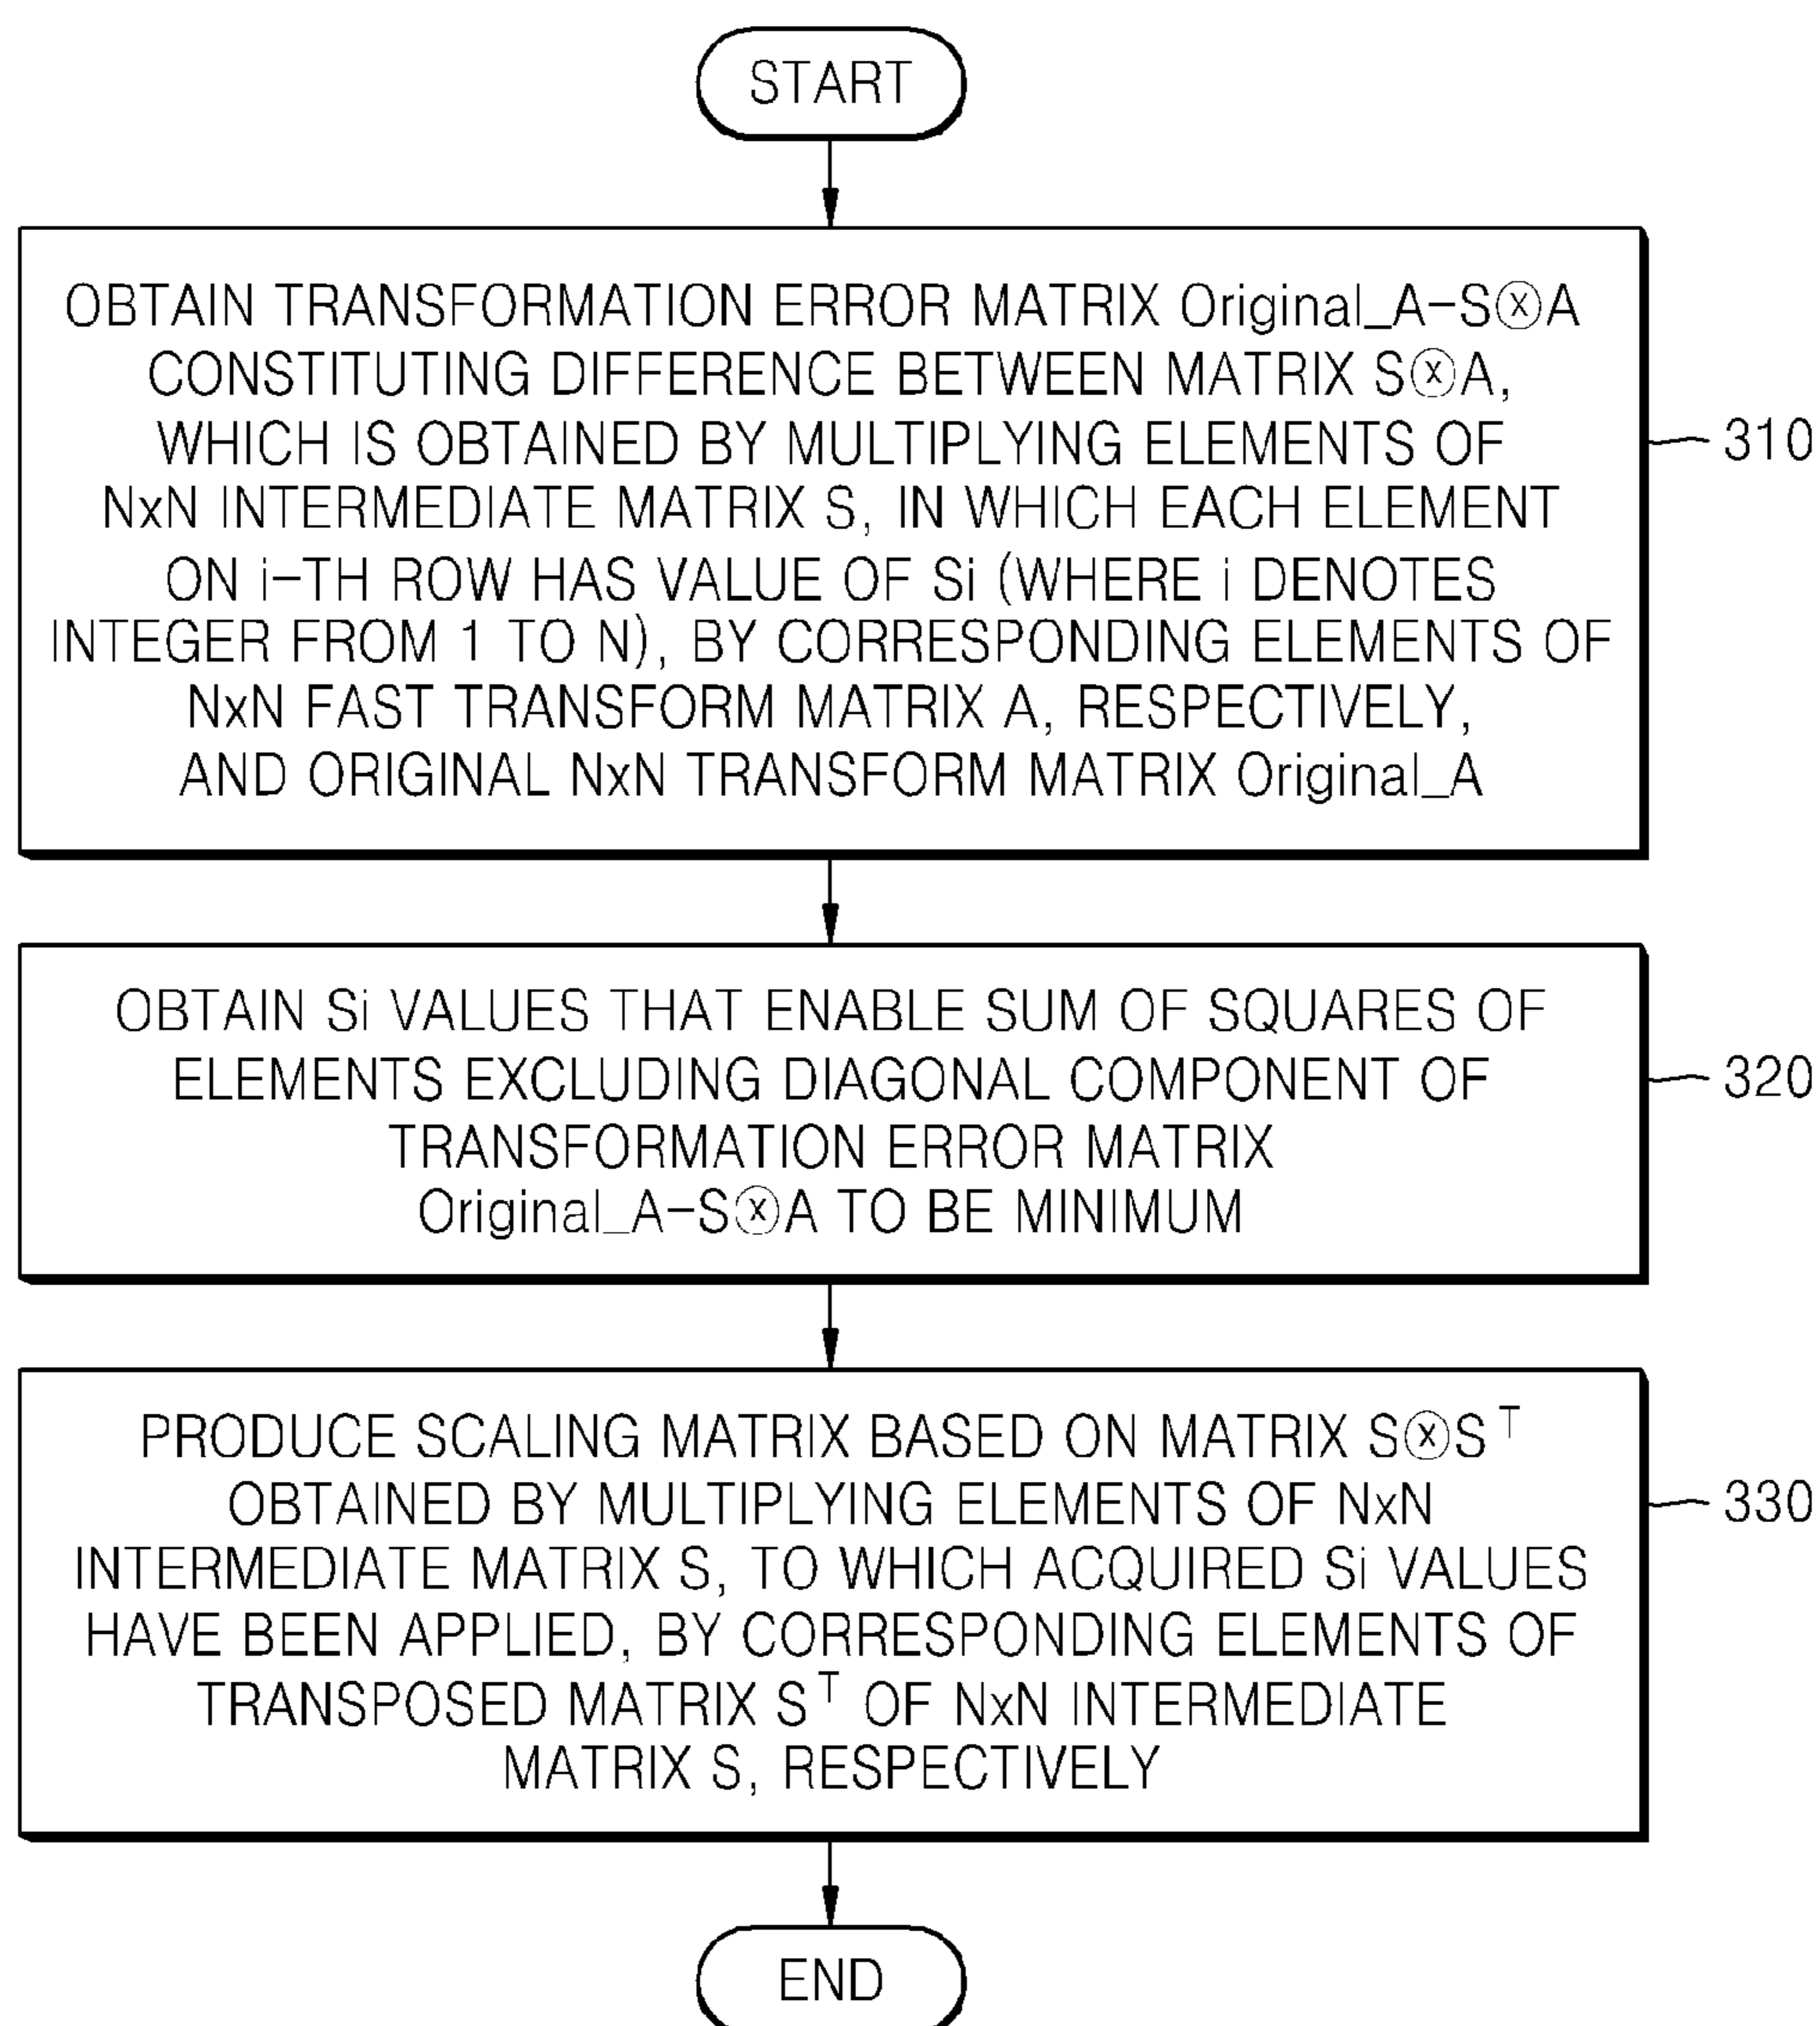 START
OBTAIN TRANSFORMATION ERROR MATRIX Original_A-SⓧA
CONSTITUTING DIFFERENCE BETWEEN MATRIX SⓧA,
WHICH IS OBTAINED BY MULTIPLYING ELEMENTS OF
NxN INTERMEDIATE MATRIX S, IN WHICH EACH ELEMENT
ON i-TH ROW HAS VALUE OF Si (WHERE i DENOTES
INTEGER FROM 1 TO N), BY CORRESPONDING ELEMENTS OF
NxN FAST TRANSFORM MATRIX A, RESPECTIVELY,
AND ORIGINAL NxN TRANSFORM MATRIX Original_A
310
OBTAIN Si VALUES THAT ENABLE SUM OF SQUARES OF
ELEMENTS EXCLUDING DIAGONAL COMPONENT OF
TRANSFORMATION ERROR MATRIX
Original_A-SⓧA TO BE MINIMUM
320
PRODUCE SCALING MATRIX BASED ON MATRIX SⓧSᵀ
OBTAINED BY MULTIPLYING ELEMENTS OF NxN
INTERMEDIATE MATRIX S, TO WHICH ACQUIRED Si VALUES
HAVE BEEN APPLIED, BY CORRESPONDING ELEMENTS OF
TRANSPOSED MATRIX Sᵀ OF NxN INTERMEDIATE
MATRIX S, RESPECTIVELY
330
END